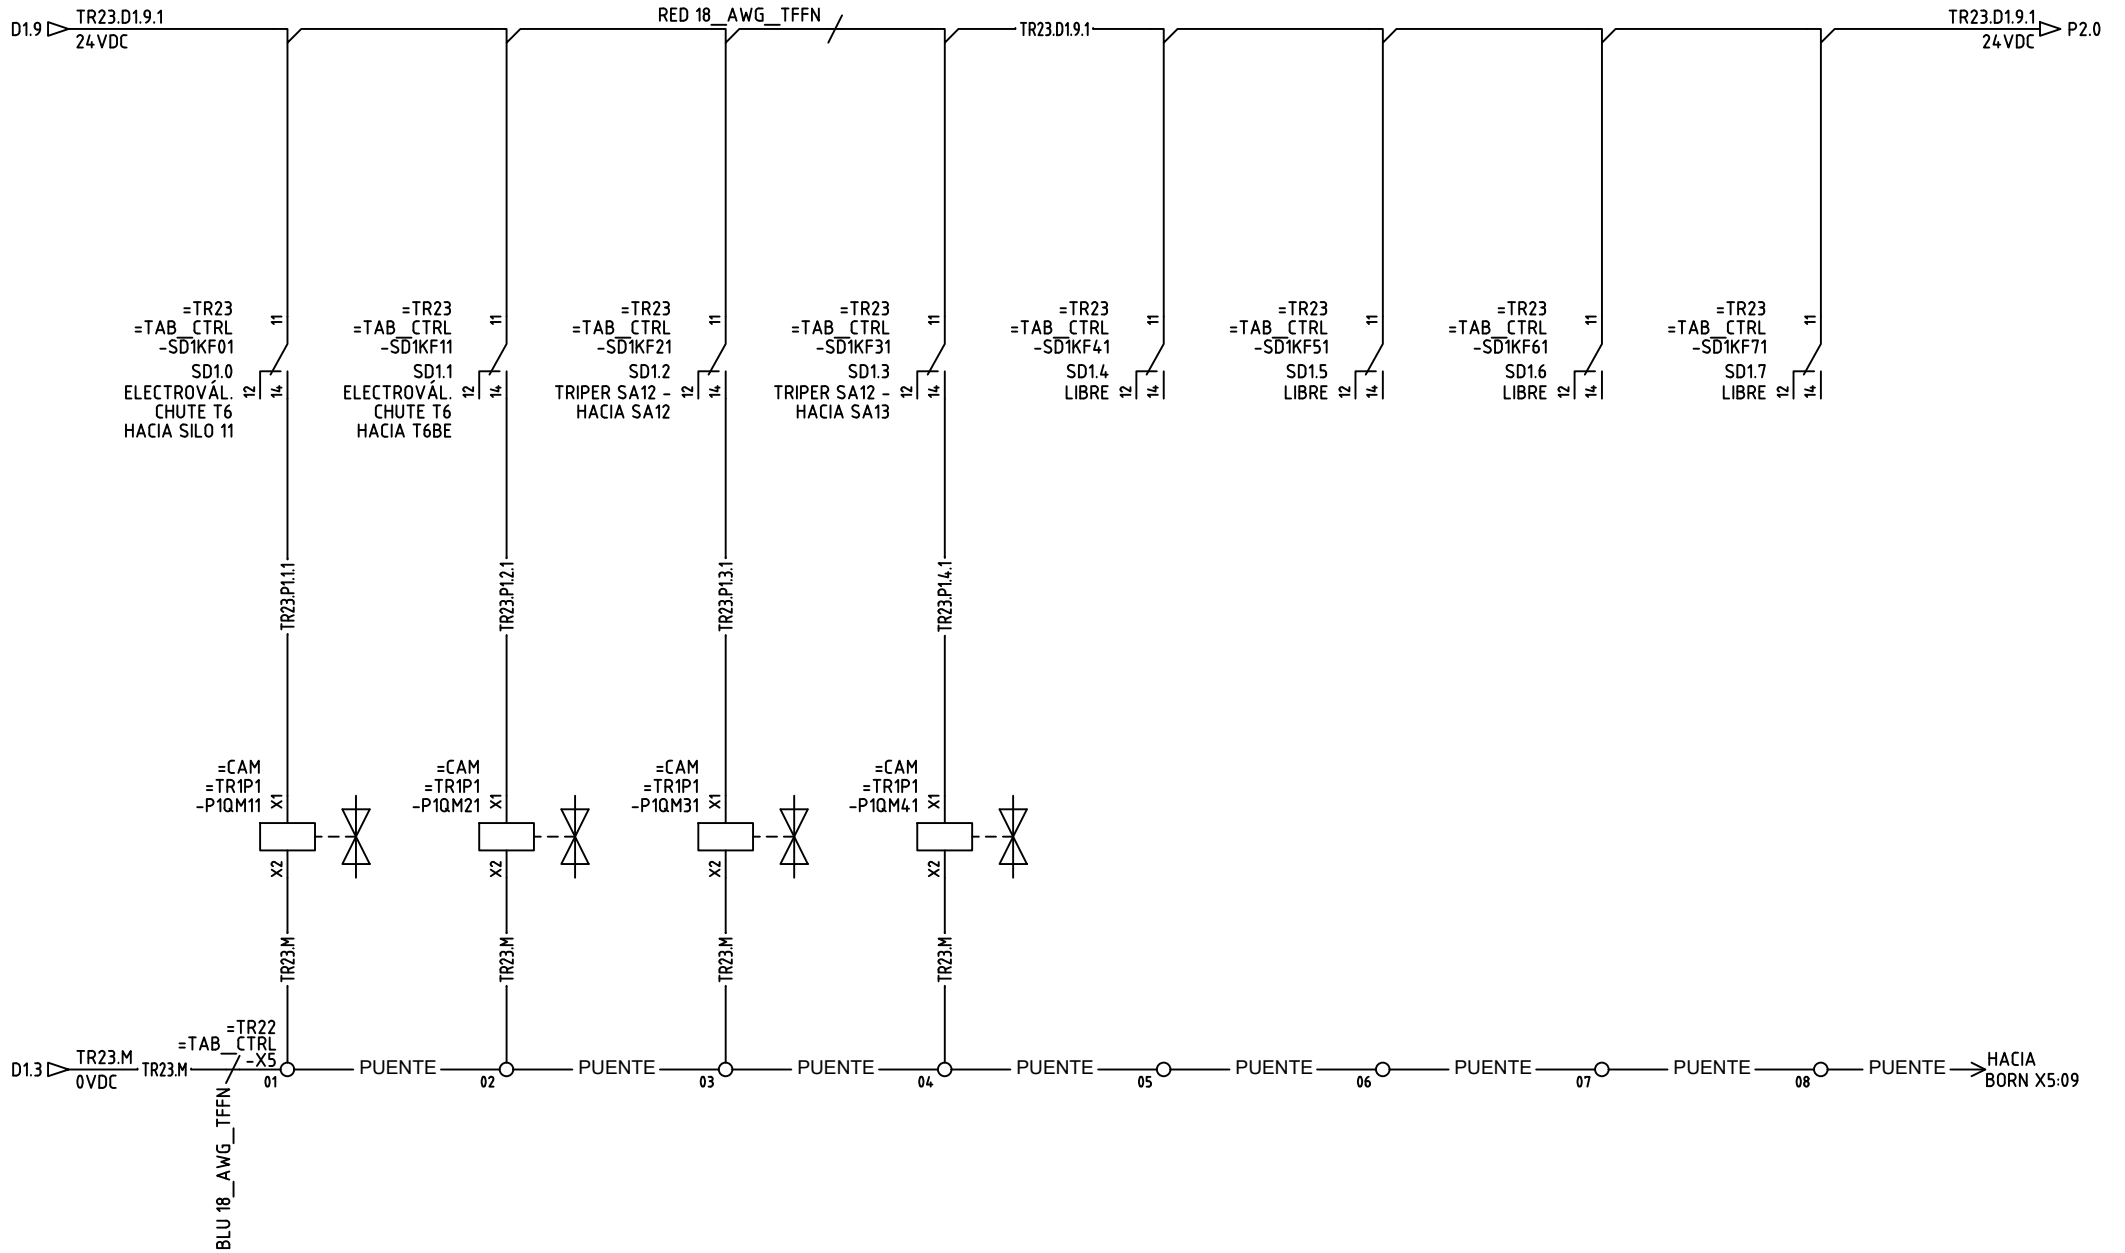 TR23.D1.9.1
D1.9
24VDC
RED 18_AWG_TFFN
TR23.D1.9.1
TR23.D1.9.1
24VDC
P2.0
=TR23
=TAB_CTRL
-SD1KF01
SD1.0
ELECTROVÁL.
CHUTE T6
HACIA SILO 11
11
12
14
=TR23
=TAB_CTRL
-SD1KF11
SD1.1
ELECTROVÁL.
CHUTE T6
HACIA T6BE
11
12
14
=TR23
=TAB_CTRL
-SD1KF21
SD1.2
TRIPER SA12 -
HACIA SA12
11
12
14
=TR23
=TAB_CTRL
-SD1KF31
SD1.3
TRIPER SA12 -
HACIA SA13
11
12
14
=TR23
=TAB_CTRL
-SD1KF41
SD1.4
LIBRE
11
12
14
=TR23
=TAB_CTRL
-SD1KF51
SD1.5
LIBRE
11
12
14
=TR23
=TAB_CTRL
-SD1KF61
SD1.6
LIBRE
11
12
14
=TR23
=TAB_CTRL
-SD1KF71
SD1.7
LIBRE
11
12
14
TR23.P1.1.1
TR23.P1.2.1
TR23.P1.3.1
TR23.P1.4.1
=CAM
=TR1P1
-P1QM11
X1
X2
=CAM
=TR1P1
-P1QM21
X1
X2
=CAM
=TR1P1
-P1QM31
X1
X2
=CAM
=TR1P1
-P1QM41
X1
X2
TR23.M
TR23.M
TR23.M
TR23.M
=TR22
=TAB_CTRL
-X5
D1.3
TR23.M
0VDC
TR23.M
BLU 18_AWG_TFFN
01
PUENTE
02
PUENTE
03
PUENTE
04
PUENTE
05
PUENTE
06
PUENTE
07
PUENTE
08
PUENTE
HACIA
BORN X5:09